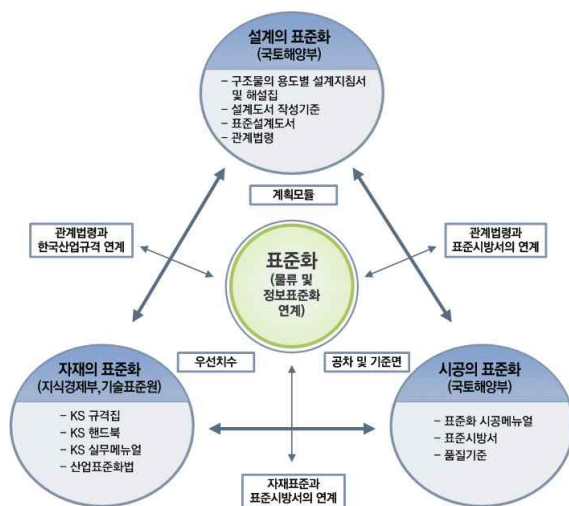 설계의 표준화
(국토해양부)
– 구조물의 용도별 설계지침서
및 해설집
– 설계도서 작성기준
– 표준설계도서
– 관계법령
계획모듈
관계법령과
한국산업규격 연계
관계법령과
표준시방서의 연계
표준화
(물류 및
정보표준화
연계)
우선치수
공차 및 기준면
자재의 표준화
(지식경제부,기술표준원)
– KS 규격집
– KS 핸드북
– KS 실무메뉴얼
– 산업표준화법
시공의 표준화
(국토해양부)
– 표준화 시공메뉴얼
– 표준시방서
– 품질기준
자재표준과
표준시방서의 연계